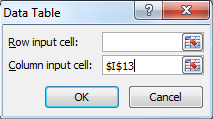 Data Table
Row input cell:
Column input cell: $I$13
OK Cancel